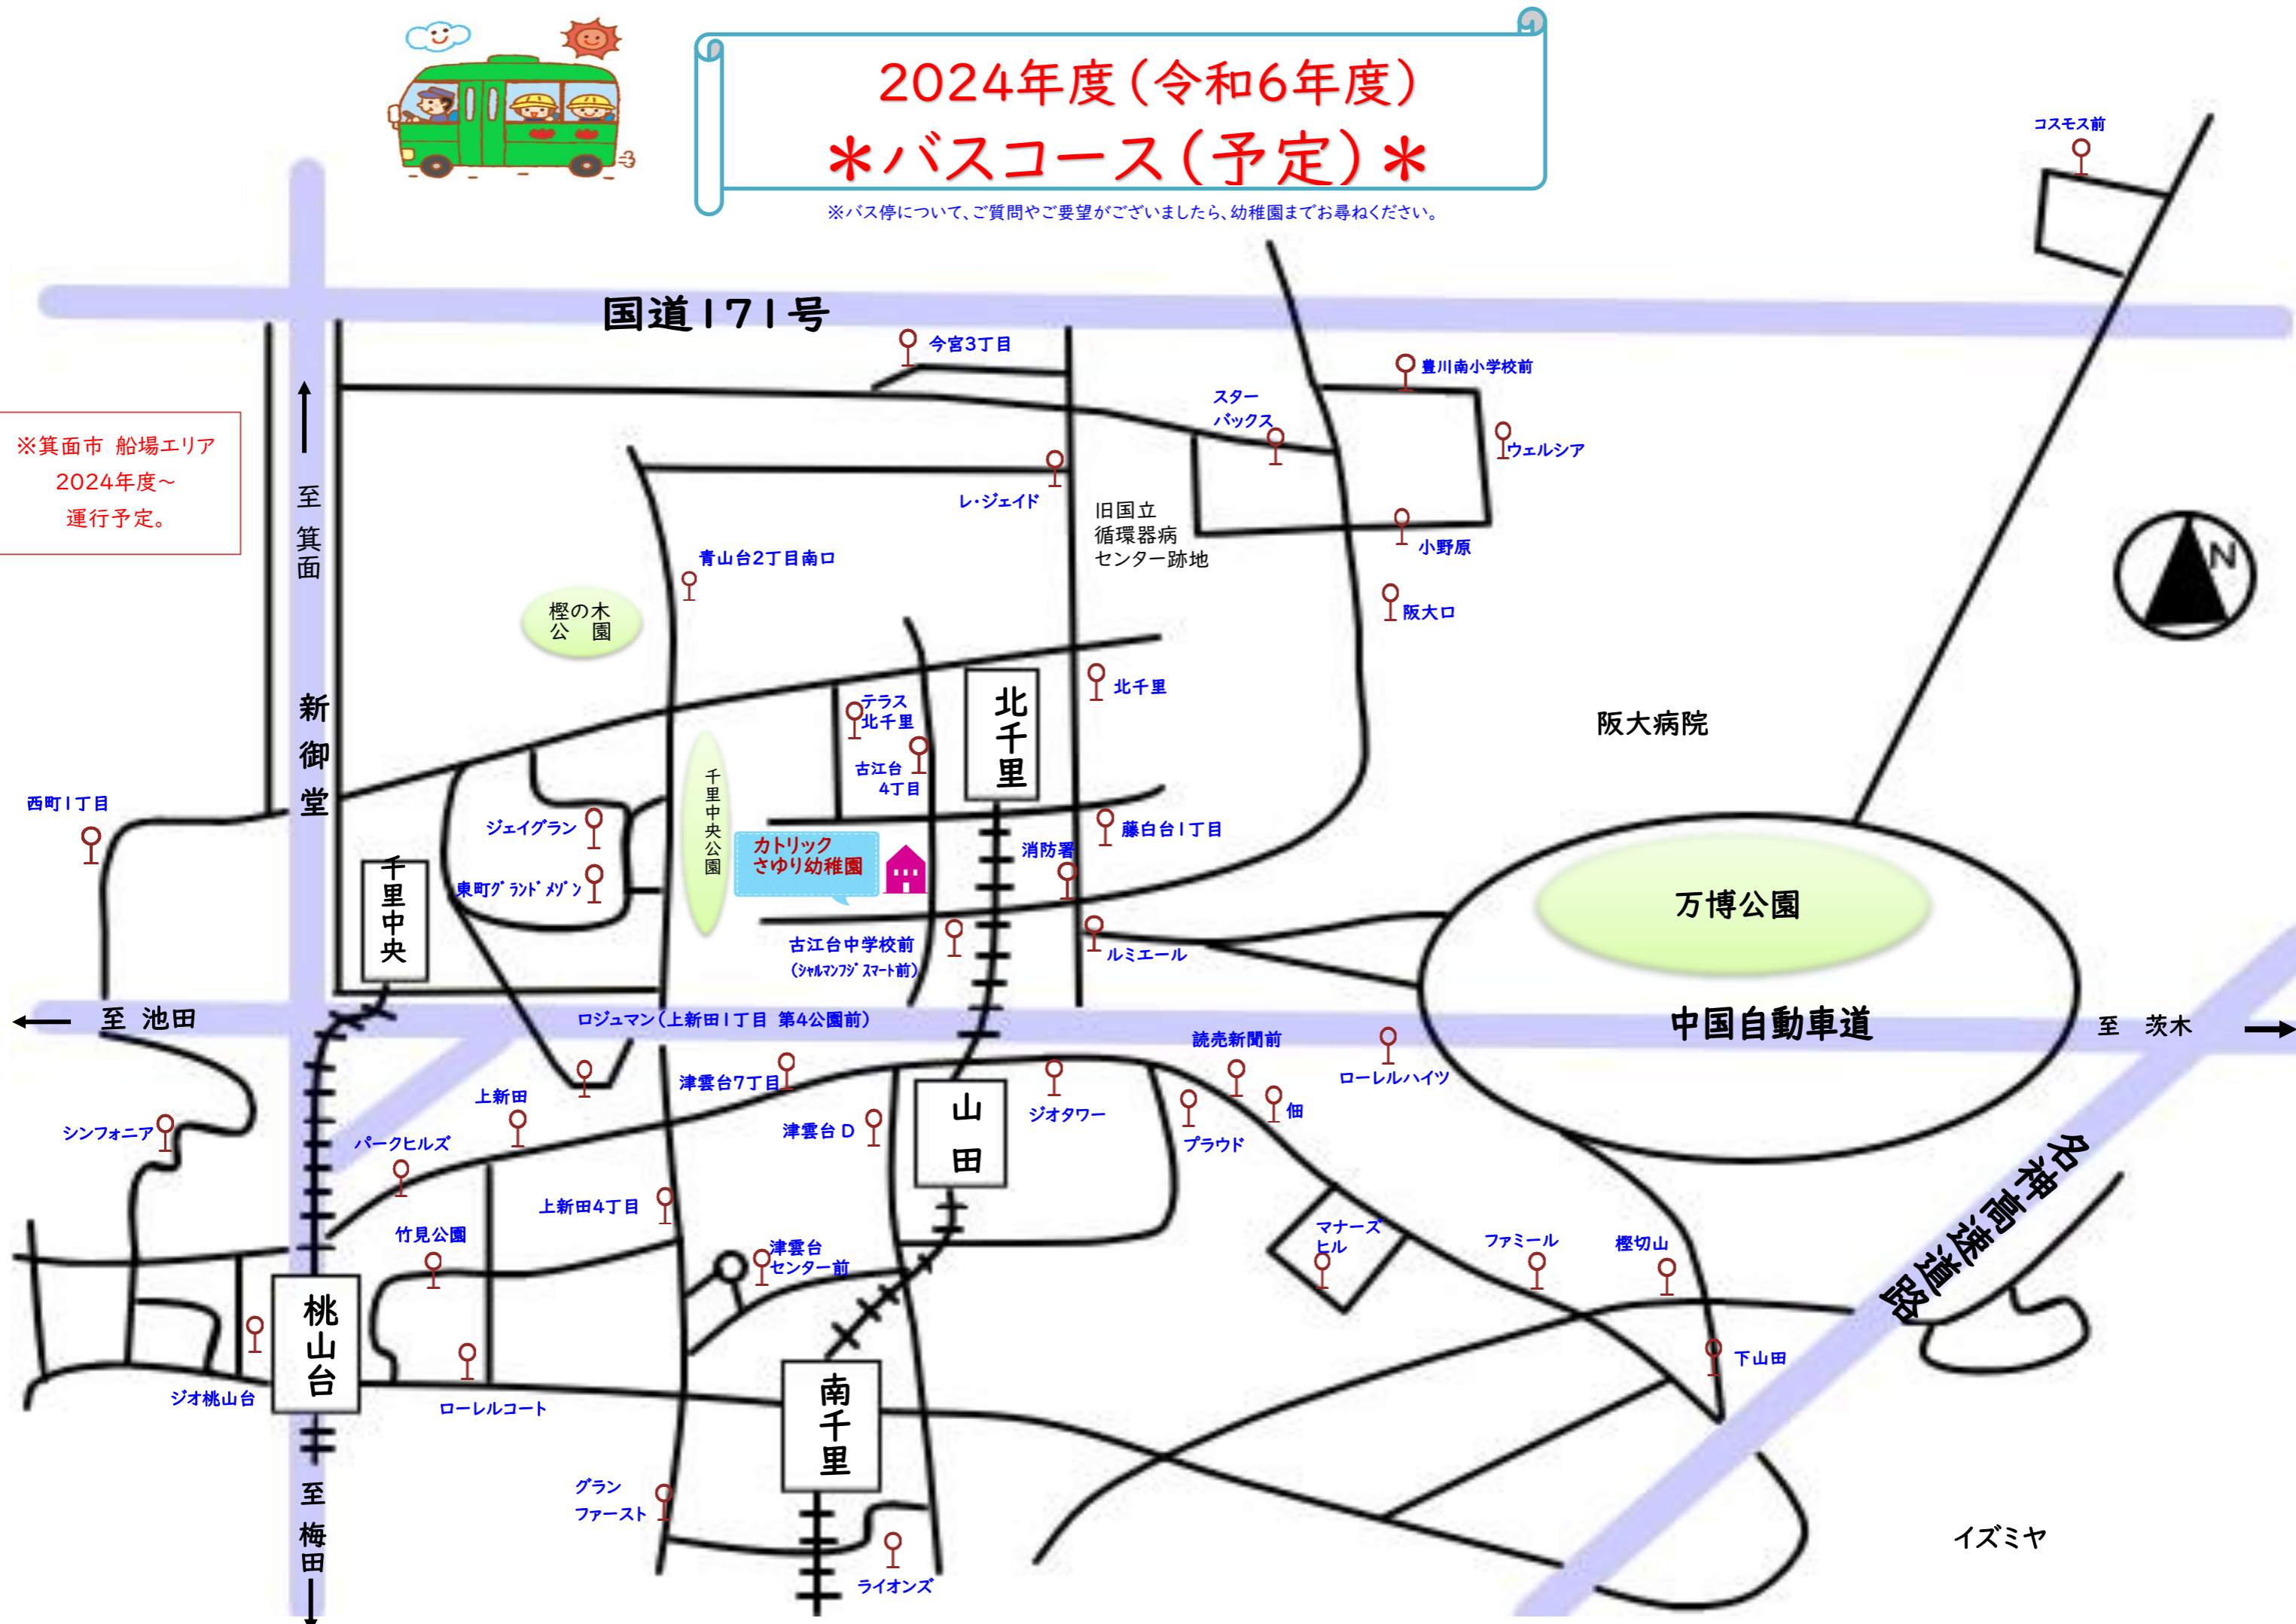 2024年度（令和6年度）
＊バスコース（予定）＊
※バス停について、ご質問やご要望がございましたら、幼稚園までお尋ねください。
コスモス前
国道171号
今宮3丁目
豊川南小学校前
スター
バックス
ウェルシア
※箕面市 船場エリア
2024年度～
運行予定。
至 箕面
レ・ジェイド
旧国立
循環器病
センター跡地
小野原
N
青山台2丁目南口
樫の木
公　園
阪大口
新御堂
北千里
北千里
テラス
北千里
阪大病院
古江台
4丁目
千里中央公園
西町1丁目
ジェイグラン
藤白台1丁目
カトリック
さゆり幼稚園
消防署
千里中央
東町グランドメゾン
万博公園
古江台中学校前
（シャルマンフジスマート前）
ルミエール
至 池田
ロジュマン（上新田1丁目 第4公園前）
中国自動車道
至　茨木
読売新聞前
ローレルハイツ
津雲台7丁目
上新田
山田
ジオタワー
佃
シンフォニア
パークヒルズ
津雲台 D
プラウド
名神高速道路
上新田4丁目
竹見公園
津雲台
センター前
マナーズ
ヒル
ファミール
樫切山
桃山台
下山田
ジオ桃山台
ローレルコート
南千里
至 梅田
グラン
ファースト
イズミヤ
ライオンズ